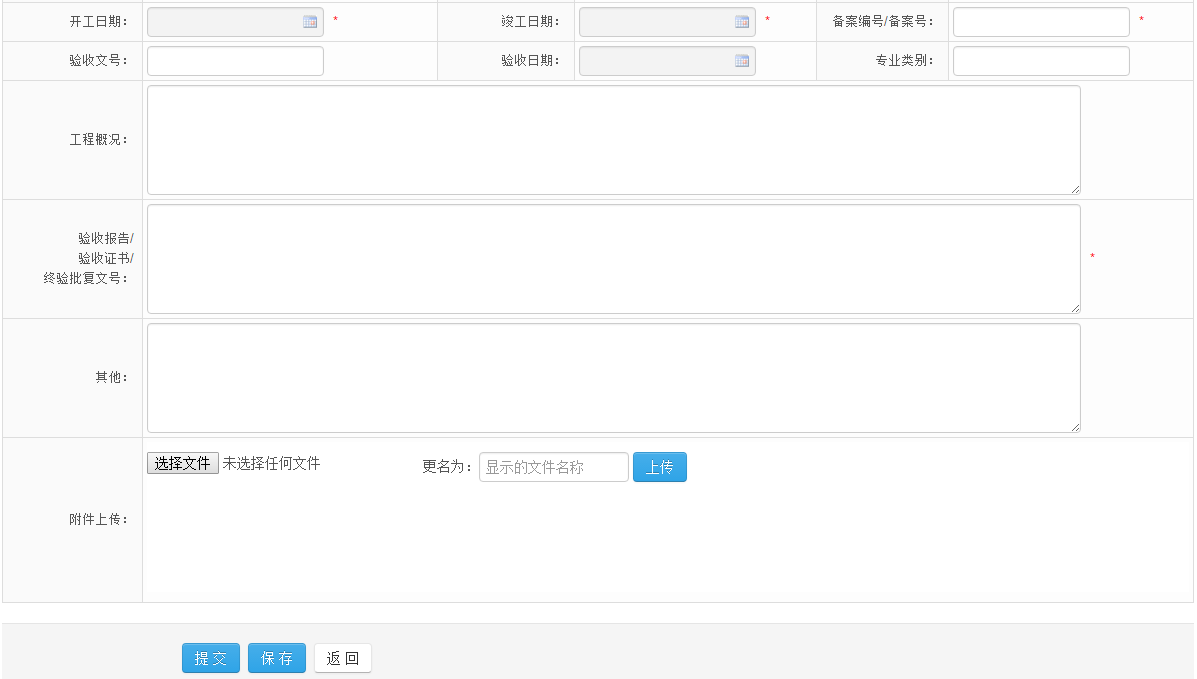 开工日期： * 竣工日期： * 备案编号/备案号： *
验收文号： 验收日期： 专业类别：
工程概况：
验收报告/
验收证书/
终验批复文号： *
其他：
选择文件 未选择任何文件 更名为： 显示的文件名称 上传
附件上传：
提 交 保 存 返 回